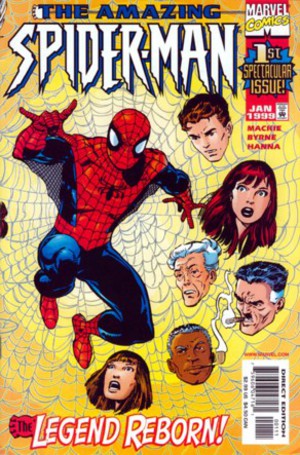 THE AMAZING
SPIDER-MAN
MARVEL
COMICS
1ST
SPECTACULAR
ISSUE!
JAN
1999
MACKIE
BYRNE
HANNA
DIRECT EDITION
THE LEGEND REBORN!